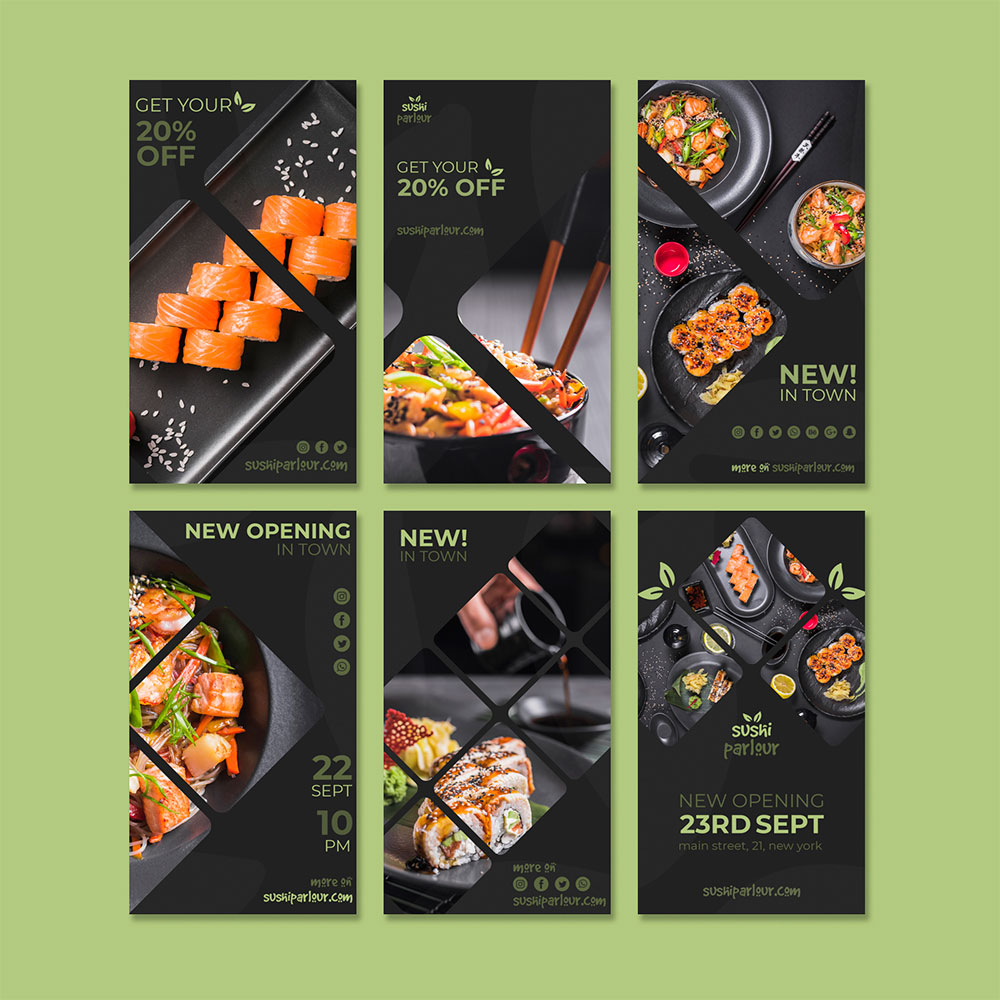 GET YOUR
20%
OFF
sushiparlour.com
sushi
parlour
GET YOUR
20% OFF
sushiparlour.com
NEW!
IN TOWN
more on sushiparlour.com
NEW OPENING
IN TOWN
22
SEPT
10
PM
more on
sushiparlour.com
NEW!
IN TOWN
more on
sushiparlour.com
sushi
parlour
NEW OPENING
23RD SEPT
main street, 21, new york
sushiparlour.com